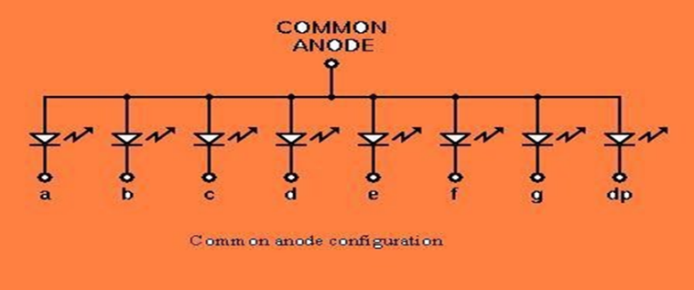 COMMON
ANODE
a b c d e f g dp
Common anode configuration